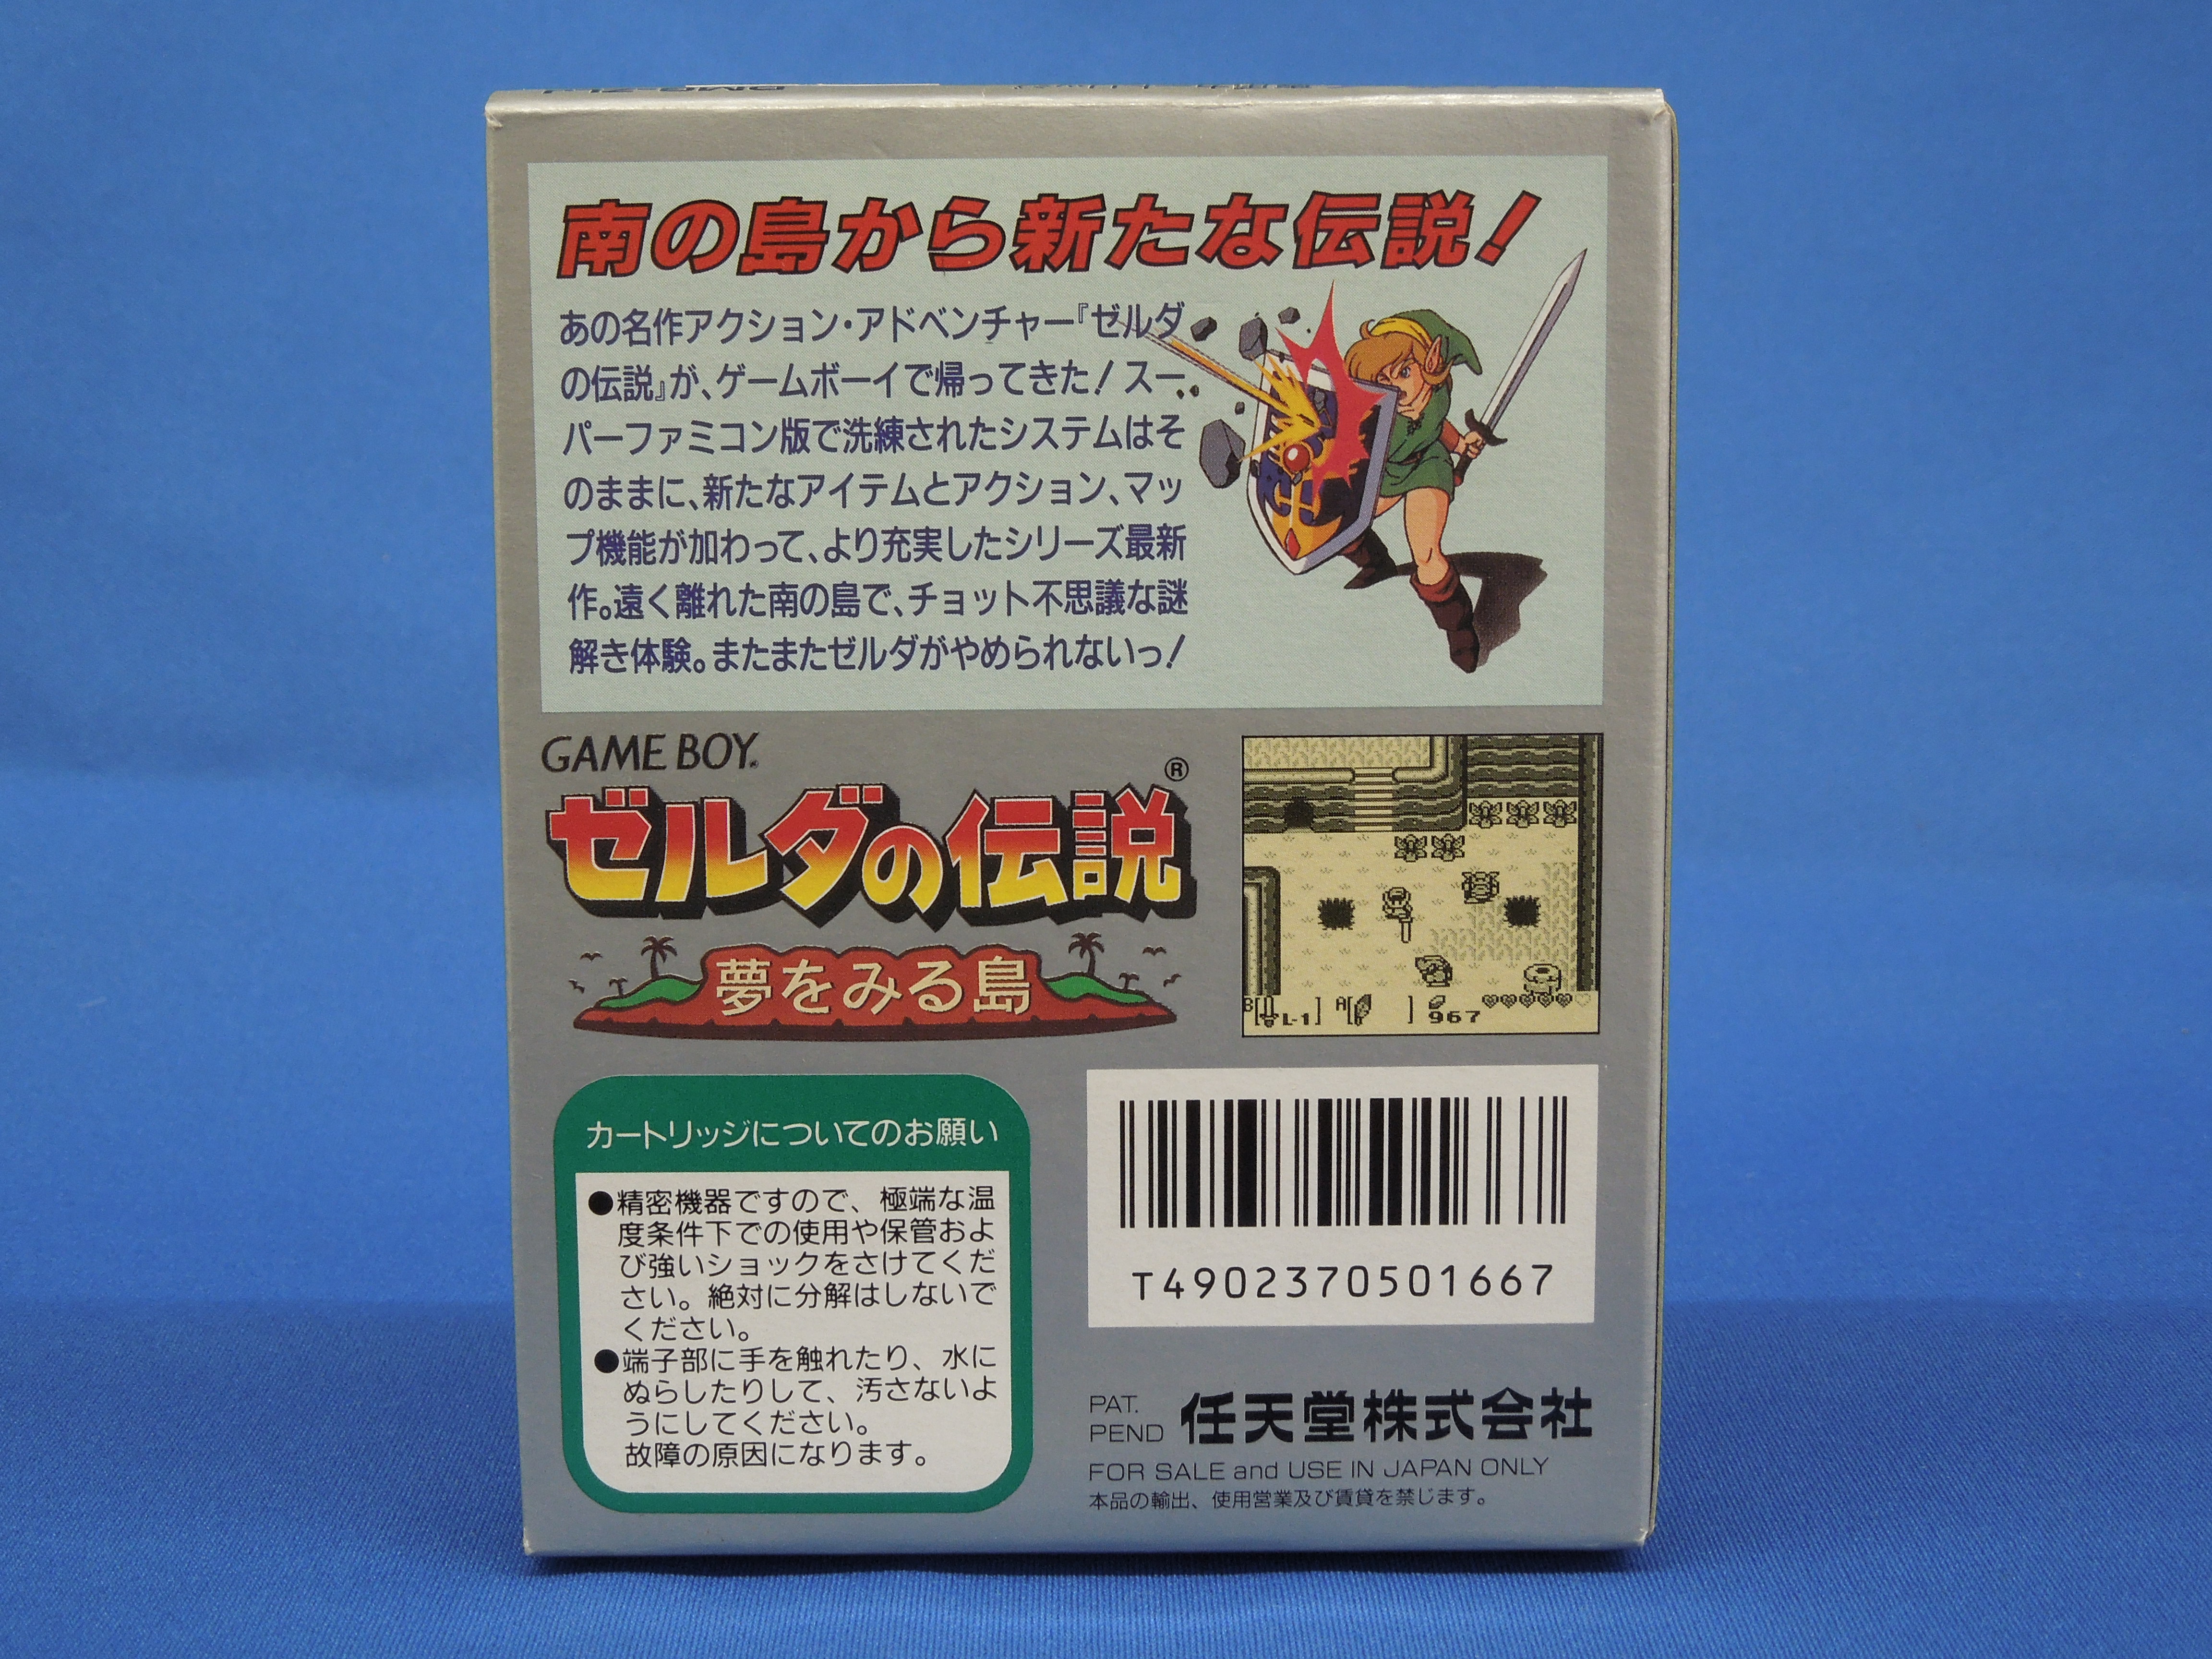 南の島から新たな伝説!
あの名作アクション・アドベンチャー『ゼルダ
の伝説』が、ゲームボーイで帰ってきた!スー
パーファミコン版で洗練されたシステムはそ
のままに、新たなアイテムとアクション、マッ
プ機能が加わって、より充実したシリーズ最新
作。遠く離れた南の島で、チョット不思議な謎
解き体験。またまたゼルダがやめられないっ!
GAME BOY
ゼルダの伝説®
夢をみる島
B[ L-1] A[ ] 967
カートリッジについてのお願い
●精密機器ですので、極端な温
度条件下での使用や保管およ
び強いショックをさけてくだ
さい。絶対に分解はしないで
ください。
●端子部に手を触れたり、水に
ぬらしたりして、汚さないよ
うにしてください。
故障の原因になります。
T4902370501667
PAT.
PEND 任天堂株式会社
FOR SALE and USE IN JAPAN ONLY
本品の輸出、使用営業及び賃貸を禁じます。